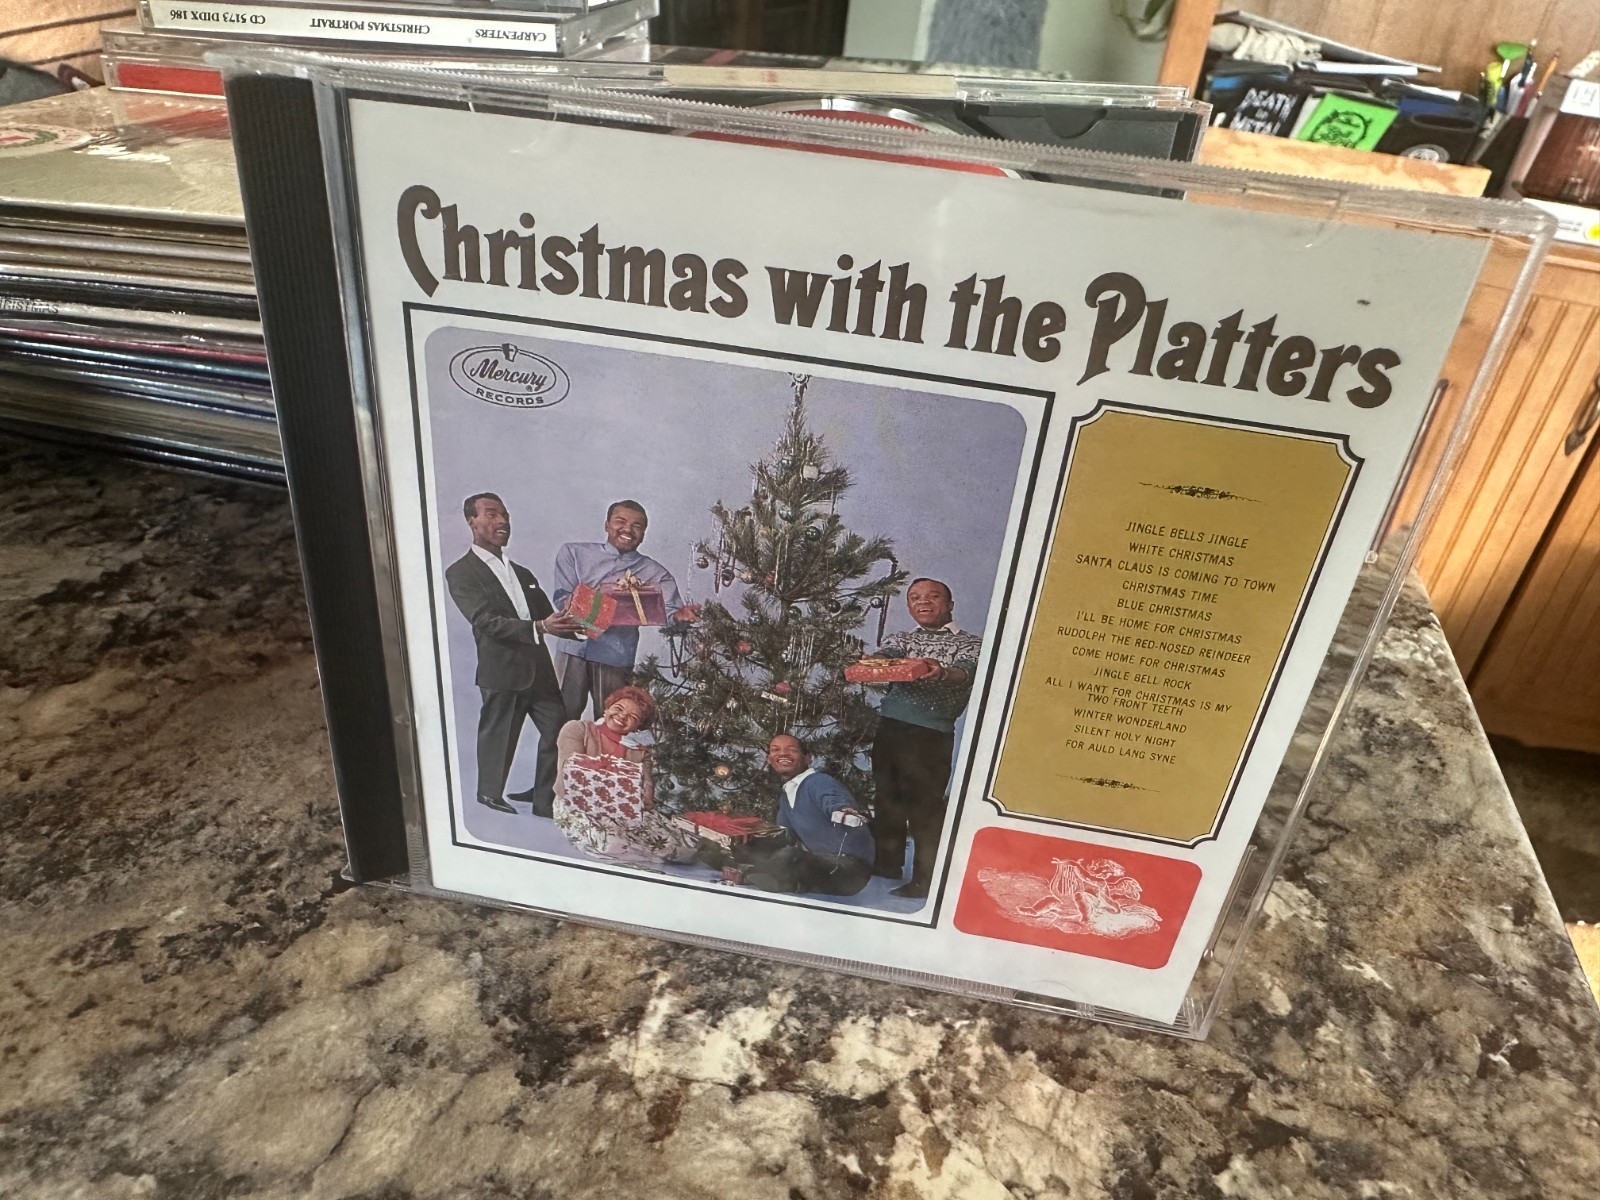 CARPENTERS
CHRISTMAS PORTRAIT
CD 5173 DIDX 186
DEATH
METAL
CHRISTMAS
Christmas with the Platters
Mercury
RECORDS
JINGLE BELLS JINGLE
WHITE CHRISTMAS
SANTA CLAUS IS COMING TO TOWN
CHRISTMAS TIME
BLUE CHRISTMAS
I'LL BE HOME FOR CHRISTMAS
RUDOLPH THE RED-NOSED REINDEER
COME HOME FOR CHRISTMAS
JINGLE BELL ROCK
ALL I WANT FOR CHRISTMAS IS MY
TWO FRONT TEETH
WINTER WONDERLAND
SILENT HOLY NIGHT
FOR AULD LANG SYNE